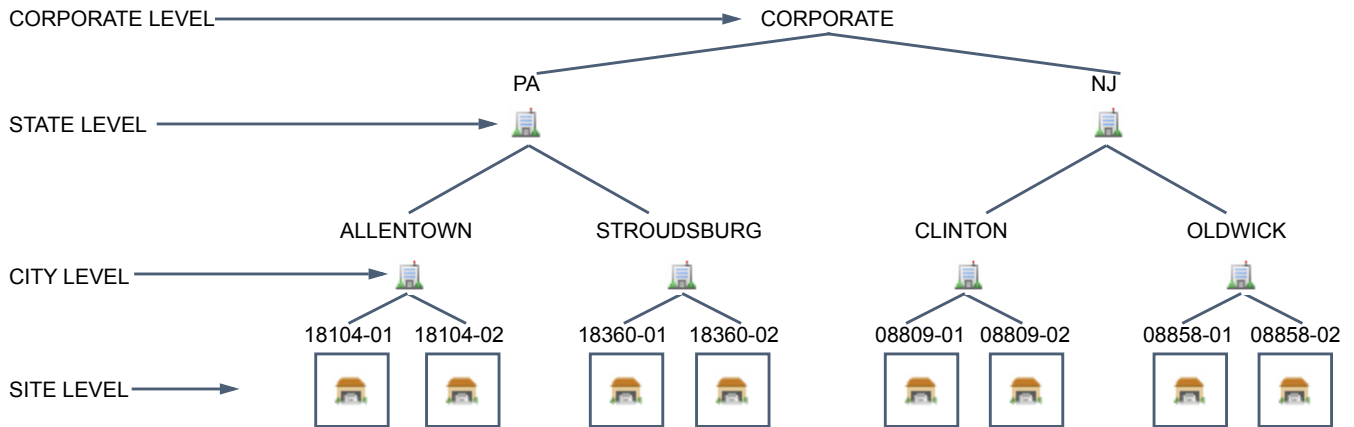 CORPORATE LEVEL
CORPORATE
PA
NJ
STATE LEVEL
ALLENTOWN
STROUDSBURG
CLINTON
OLDWICK
CITY LEVEL
18104-01
18104-02
18360-01
18360-02
08809-01
08809-02
08858-01
08858-02
SITE LEVEL